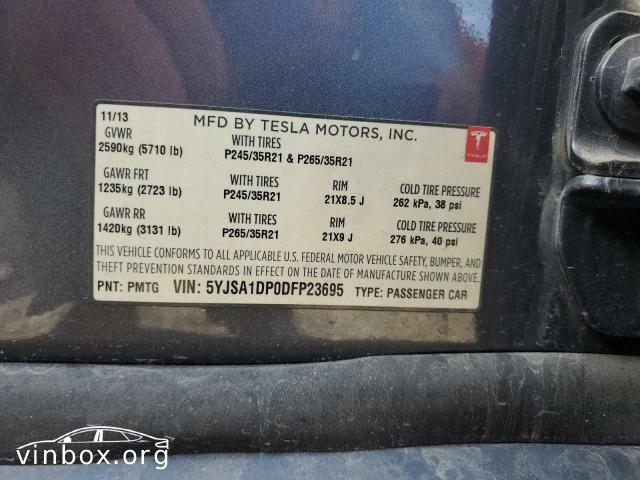 11/13
MFD BY TESLA MOTORS, INC.
GVWR WITH TIRES
2590kg (5710 lb) P245/35R21 & P265/35R21
TESLA
GAWR FRT WITH TIRES RIM COLD TIRE PRESSURE
1235kg (2723 lb) P245/35R21 21X8.5 J 262 kPa, 38 psi
GAWR RR WITH TIRES RIM COLD TIRE PRESSURE
1420kg (3131 lb) P265/35R21 21X9 J 276 kPa, 40 psi
THIS VEHICLE CONFORMS TO ALL APPLICABLE U.S. FEDERAL MOTOR VEHICLE SAFETY, BUMPER, AND
THEFT PREVENTION STANDARDS IN EFFECT ON THE DATE OF MANUFACTURE SHOWN ABOVE.
PNT: PMTG VIN: 5YJSA1DP0DFP23695 TYPE: PASSENGER CAR
vinbox.org